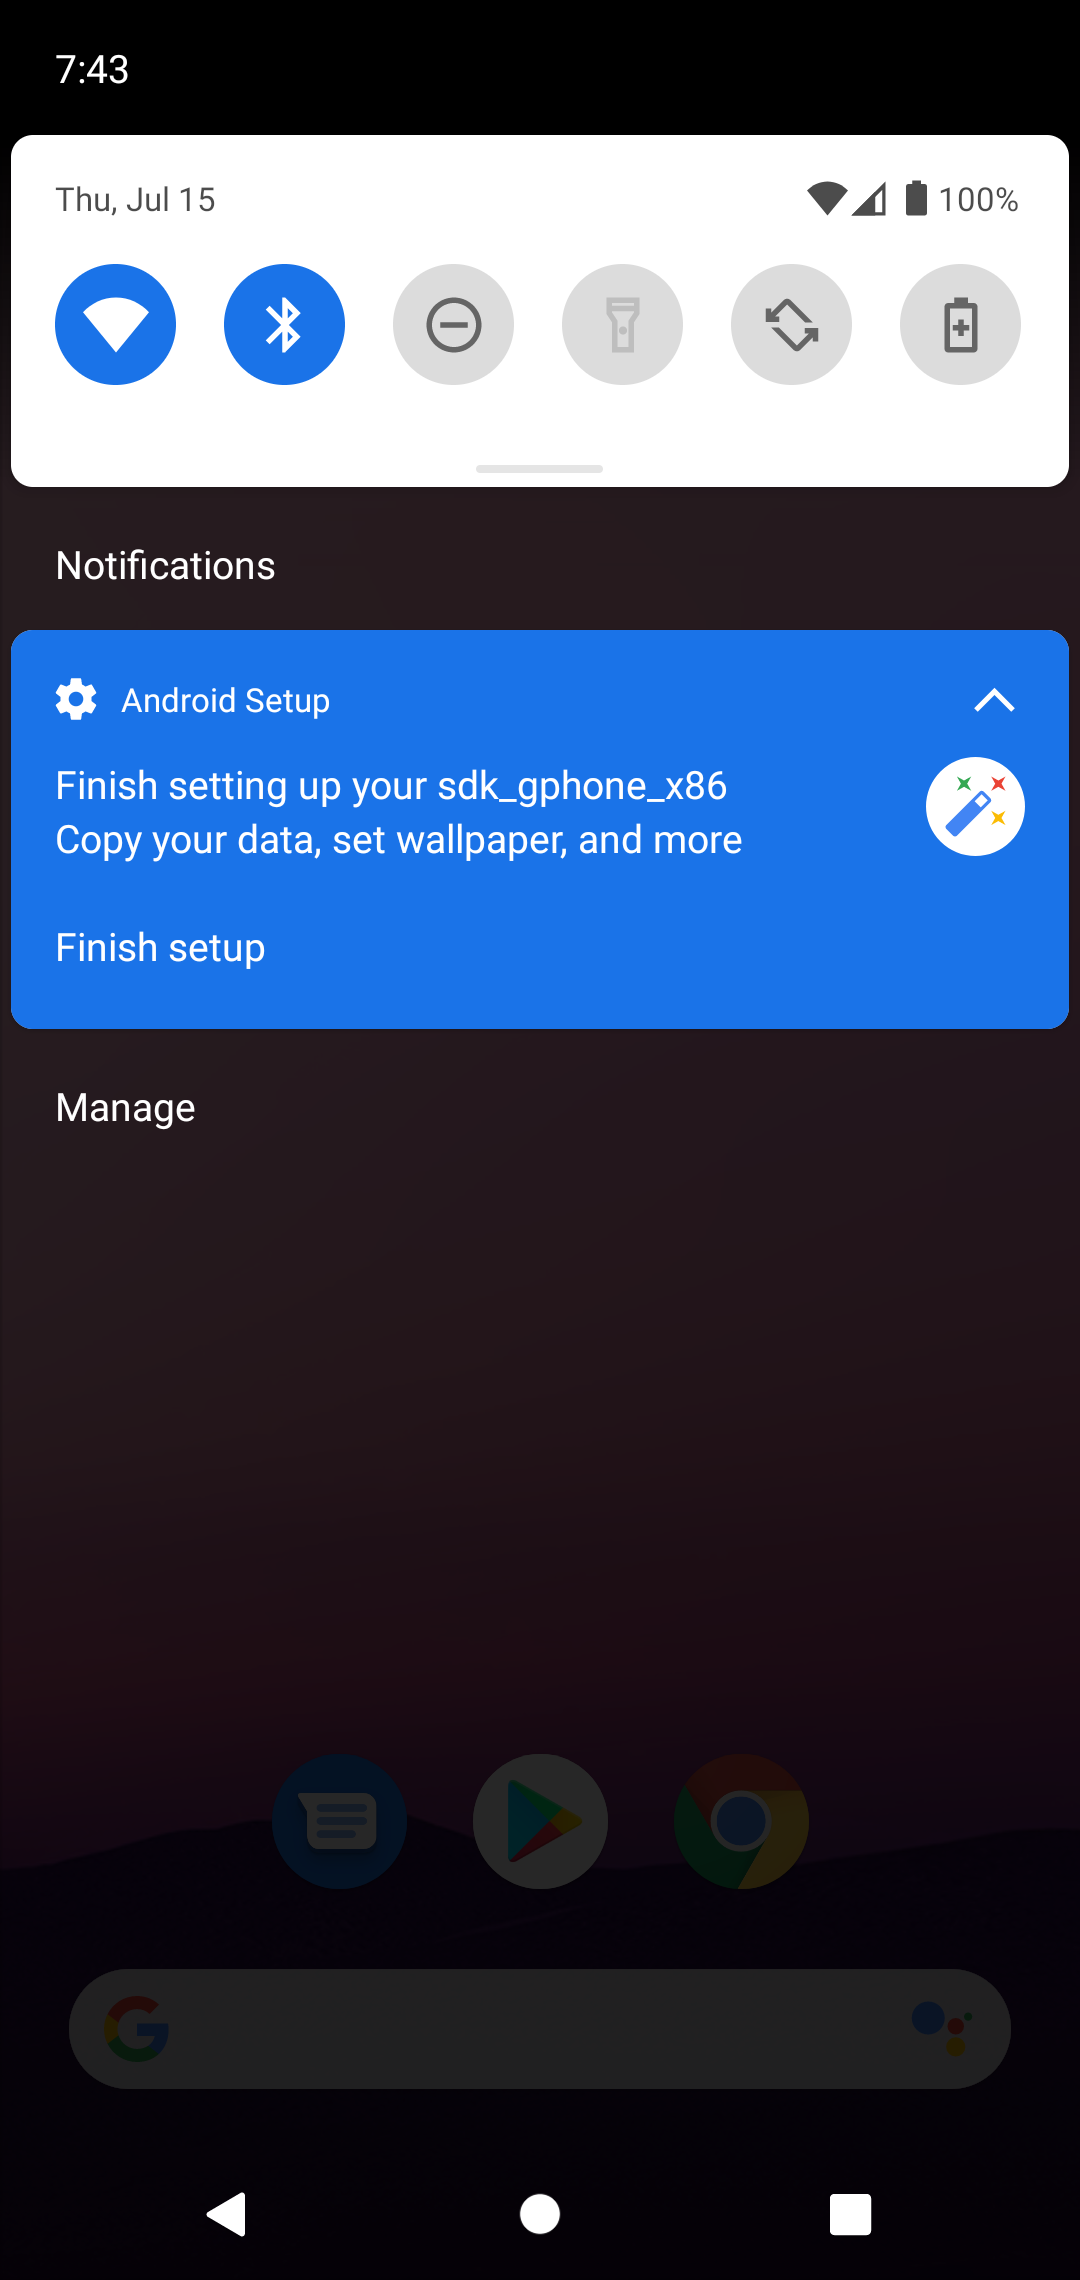 7:43
Thu, Jul 15
100%
Notifications
Android Setup
Finish setting up your sdk_gphone_x86
Copy your data, set wallpaper, and more
Finish setup
Manage